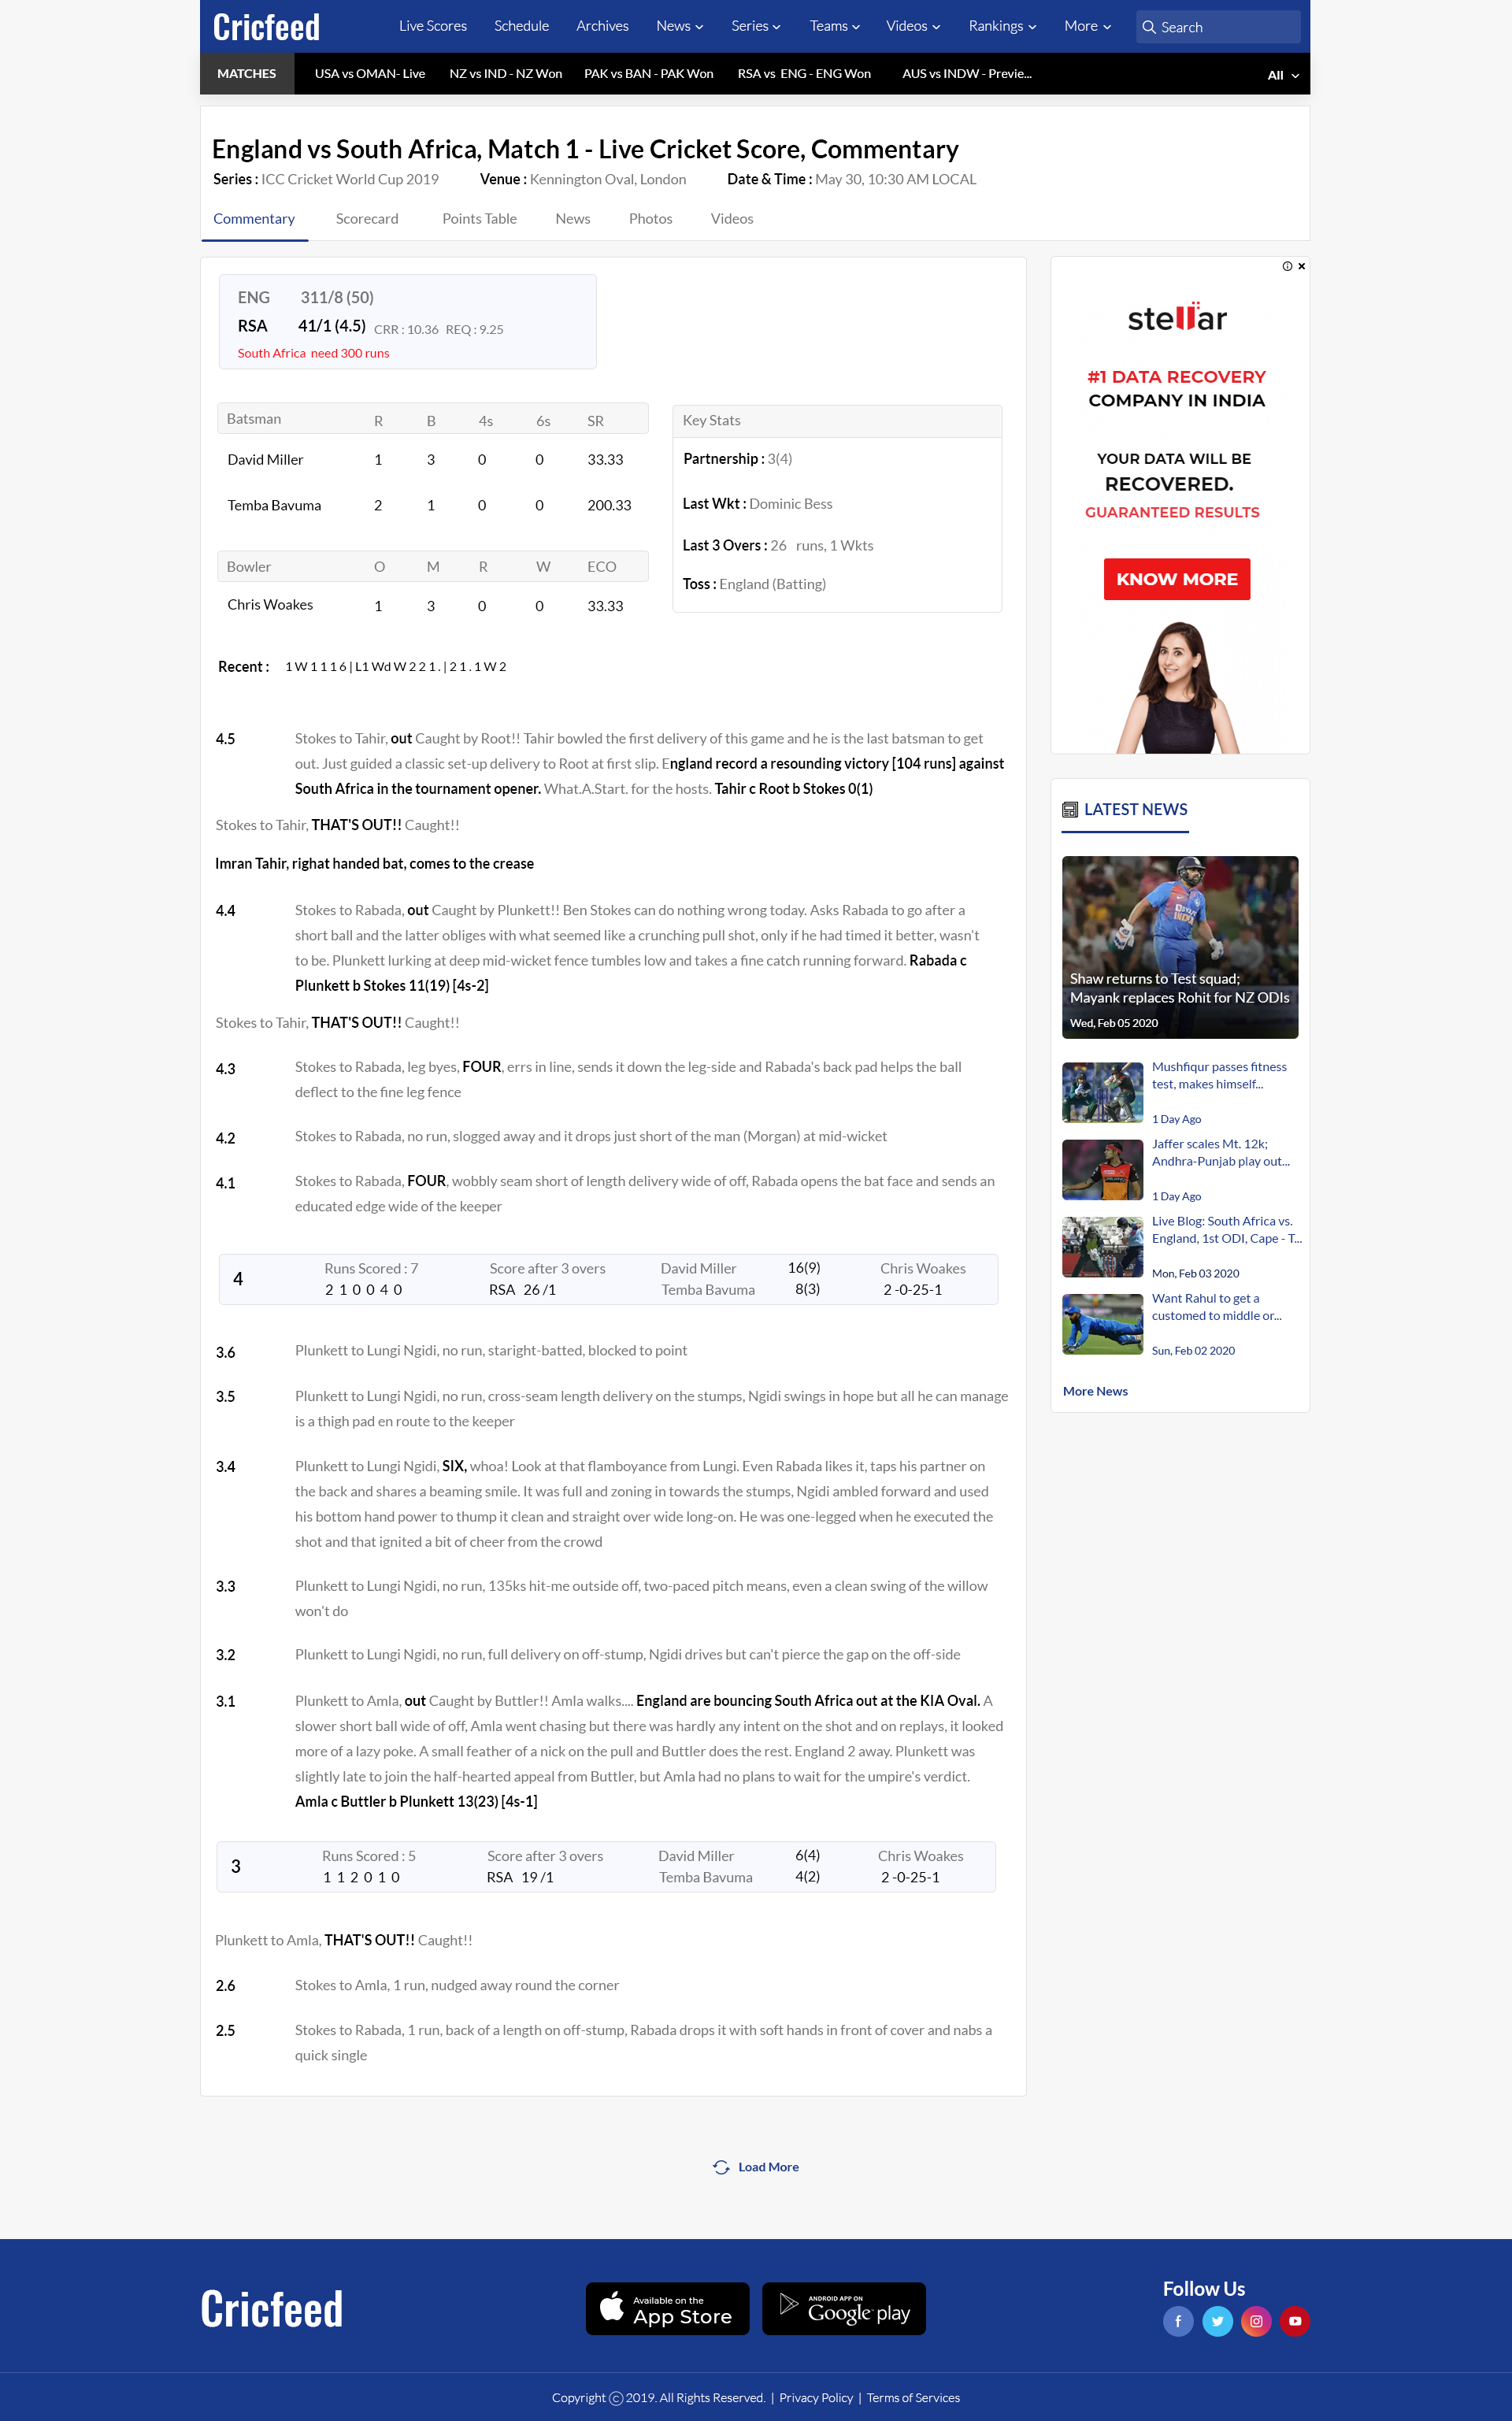 Cricfeed
Live Scores Schedule Archives News Series Teams Videos Rankings More Search
MATCHES USA vs OMAN- Live NZ vs IND - NZ Won PAK vs BAN - PAK Won RSA vs ENG - ENG Won AUS vs INDW - Previe... All
England vs South Africa, Match 1 - Live Cricket Score, Commentary
Series : ICC Cricket World Cup 2019 Venue : Kennington Oval, London Date & Time : May 30, 10:30 AM LOCAL
Commentary Scorecard Points Table News Photos Videos
ENG 311/8 (50)
RSA 41/1 (4.5) CRR : 10.36 REQ : 9.25
South Africa need 300 runs
Batsman R B 4s 6s SR
David Miller 1 3 0 0 33.33
Temba Bavuma 2 1 0 0 200.33
Bowler O M R W ECO
Chris Woakes 1 3 0 0 33.33
Key Stats
Partnership : 3(4)
Last Wkt : Dominic Bess
Last 3 Overs : 26 runs, 1 Wkts
Toss : England (Batting)
Recent : 1 W 1 1 1 6 | L1 Wd W 2 2 1 . | 2 1 . 1 W 2
4.5 Stokes to Tahir, out Caught by Root!! Tahir bowled the first delivery of this game and he is the last batsman to get
out. Just guided a classic set-up delivery to Root at first slip. England record a resounding victory [104 runs] against
South Africa in the tournament opener. What.A.Start. for the hosts. Tahir c Root b Stokes 0(1)
Stokes to Tahir, THAT'S OUT!! Caught!!
Imran Tahir, righat handed bat, comes to the crease
4.4 Stokes to Rabada, out Caught by Plunkett!! Ben Stokes can do nothing wrong today. Asks Rabada to go after a
short ball and the latter obliges with what seemed like a crunching pull shot, only if he had timed it better, wasn't
to be. Plunkett lurking at deep mid-wicket fence tumbles low and takes a fine catch running forward. Rabada c
Plunkett b Stokes 11(19) [4s-2]
Stokes to Tahir, THAT'S OUT!! Caught!!
4.3 Stokes to Rabada, leg byes, FOUR, errs in line, sends it down the leg-side and Rabada's back pad helps the ball
deflect to the fine leg fence
4.2 Stokes to Rabada, no run, slogged away and it drops just short of the man (Morgan) at mid-wicket
4.1 Stokes to Rabada, FOUR, wobbly seam short of length delivery wide of off, Rabada opens the bat face and sends an
educated edge wide of the keeper
4 Runs Scored : 7 Score after 3 overs David Miller 16(9) Chris Woakes
2 1 0 0 4 0 RSA 26 /1 Temba Bavuma 8(3) 2 -0-25-1
3.6 Plunkett to Lungi Ngidi, no run, staright-batted, blocked to point
3.5 Plunkett to Lungi Ngidi, no run, cross-seam length delivery on the stumps, Ngidi swings in hope but all he can manage
is a thigh pad en route to the keeper
3.4 Plunkett to Lungi Ngidi, SIX, whoa! Look at that flamboyance from Lungi. Even Rabada likes it, taps his partner on
the back and shares a beaming smile. It was full and zoning in towards the stumps, Ngidi ambled forward and used
his bottom hand power to thump it clean and straight over wide long-on. He was one-legged when he executed the
shot and that ignited a bit of cheer from the crowd
3.3 Plunkett to Lungi Ngidi, no run, 135ks hit-me outside off, two-paced pitch means, even a clean swing of the willow
won't do
3.2 Plunkett to Lungi Ngidi, no run, full delivery on off-stump, Ngidi drives but can't pierce the gap on the off-side
3.1 Plunkett to Amla, out Caught by Buttler!! Amla walks.... England are bouncing South Africa out at the KIA Oval. A
slower short ball wide of off, Amla went chasing but there was hardly any intent on the shot and on replays, it looked
more of a lazy poke. A small feather of a nick on the pull and Buttler does the rest. England 2 away. Plunkett was
slightly late to join the half-hearted appeal from Buttler, but Amla had no plans to wait for the umpire's verdict.
Amla c Buttler b Plunkett 13(23) [4s-1]
3 Runs Scored : 5 Score after 3 overs David Miller 6(4) Chris Woakes
1 1 2 0 1 0 RSA 19 /1 Temba Bavuma 4(2) 2 -0-25-1
Plunkett to Amla, THAT'S OUT!! Caught!!
2.6 Stokes to Amla, 1 run, nudged away round the corner
2.5 Stokes to Rabada, 1 run, back of a length on off-stump, Rabada drops it with soft hands in front of cover and nabs a
quick single
stellar
#1 DATA RECOVERY
COMPANY IN INDIA
YOUR DATA WILL BE
RECOVERED.
GUARANTEED RESULTS
KNOW MORE
LATEST NEWS
Shaw returns to Test squad;
Mayank replaces Rohit for NZ ODIs
Wed, Feb 05 2020
Mushfiqur passes fitness
test, makes himself...
1 Day Ago
Jaffer scales Mt. 12k;
Andhra-Punjab play out...
1 Day Ago
Live Blog: South Africa vs.
England, 1st ODI, Cape - T...
Mon, Feb 03 2020
Want Rahul to get a
customed to middle or...
Sun, Feb 02 2020
More News
Load More
Cricfeed
Available on the
App Store
ANDROID APP ON
Google play
Follow Us
Copyright © 2019. All Rights Reserved. | Privacy Policy | Terms of Services